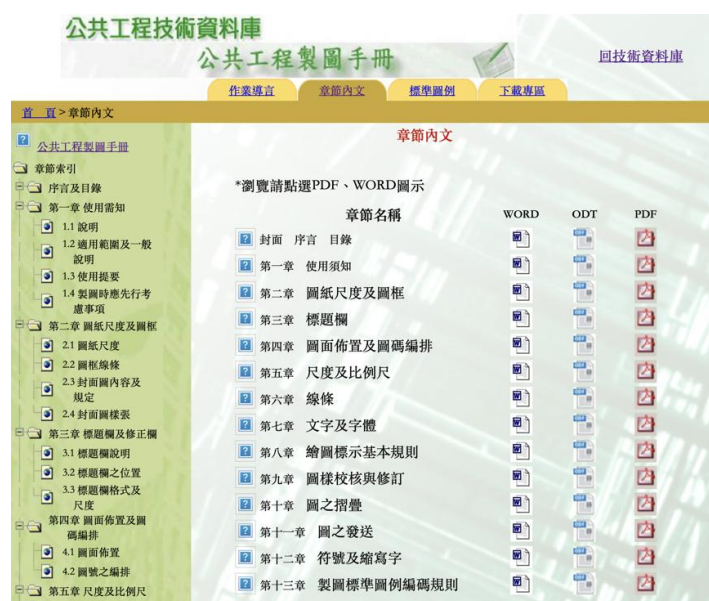 公共工程技術資料庫
公共工程製圖手冊
回技術資料庫
作業導言 章節內文 標準圖例 下載專區
首 頁>章節內文
公共工程製圖手冊
章節索引
序言及目錄
第一章 使用需知
1.1 說明
1.2 適用範圍及一般
說明
1.3 使用提要
1.4 製圖時應先行考
慮事項
第二章 圖紙尺度及圖框
2.1 圖紙尺度
2.2 圖框線條
2.3 封面圖內容及
規定
2.4 封面圖樣張
第三章 標題欄及修正欄
3.1 標題欄說明
3.2 標題欄之位置
3.3 標題欄格式及
尺度
第四章 圖面佈置及圖
碼編排
4.1 圖面佈置
4.2 圖號之編排
第五章 尺度及比例尺
章節內文
*瀏覽請點選PDF、WORD圖示
章節名稱 WORD ODT PDF
封面 序言 目錄
第一章 使用須知
第二章 圖紙尺度及圖框
第三章 標題欄
第四章 圖面佈置及圖碼編排
第五章 尺度及比例尺
第六章 線條
第七章 文字及字體
第八章 繪圖標示基本規則
第九章 圖樣校核與修訂
第十章 圖之摺疊
第十一章 圖之發送
第十二章 符號及縮寫字
第十三章 製圖標準圖例編碼規則